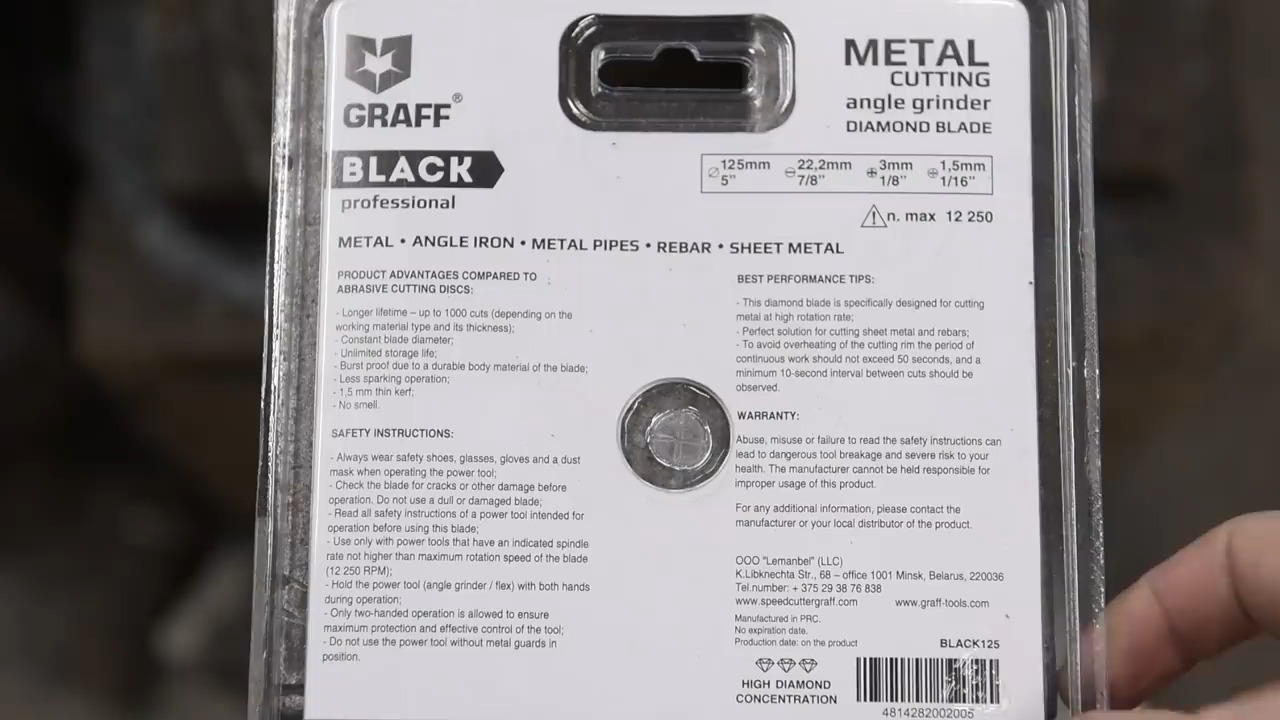 GRAFF®
BLACK
professional
METAL
CUTTING
angle grinder
DIAMOND BLADE
125mm 22,2mm 3mm 1,5mm
5" 7/8" 1/8" 1/16"
n. max 12 250
METAL • ANGLE IRON • METAL PIPES • REBAR • SHEET METAL
PRODUCT ADVANTAGES COMPARED TO
ABRASIVE CUTTING DISCS:
- Longer lifetime – up to 1000 cuts (depending on the
working material type and its thickness);
- Constant blade diameter;
- Unlimited storage life;
- Burst proof due to a durable body material of the blade;
- Less sparking operation;
- 1,5 mm thin kerf;
- No smell.
SAFETY INSTRUCTIONS:
- Always wear safety shoes, glasses, gloves and a dust
mask when operating the power tool;
- Check the blade for cracks or other damage before
operation. Do not use a dull or damaged blade;
- Read all safety instructions of a power tool intended for
operation before using this blade;
- Use only with power tools that have an indicated spindle
rate not higher than maximum rotation speed of the blade
(12 250 RPM);
- Hold the power tool (angle grinder / flex) with both hands
during operation;
- Only two-handed operation is allowed to ensure
maximum protection and effective control of the tool;
- Do not use the power tool without metal guards in
position.
BEST PERFORMANCE TIPS:
- This diamond blade is specifically designed for cutting
metal at high rotation rate;
- Perfect solution for cutting sheet metal and rebars;
- To avoid overheating of the cutting rim the period of
continuous work should not exceed 50 seconds, and a
minimum 10-second interval between cuts should be
observed.
WARRANTY:
Abuse, misuse or failure to read the safety instructions can
lead to dangerous tool breakage and severe risk to your
health. The manufacturer cannot be held responsible for
improper usage of this product.
For any additional information, please contact the
manufacturer or your local distributor of the product.
OOO "Lemanbel" (LLC)
K.Libknechta Str., 68 – office 1001 Minsk, Belarus, 220036
Tel.number: + 375 29 38 76 838
www.speedcuttergraff.com www.graff-tools.com
Manufactured in PRC.
No expiration date.
Production date: on the product
BLACK125
HIGH DIAMOND
CONCENTRATION
4814282002005